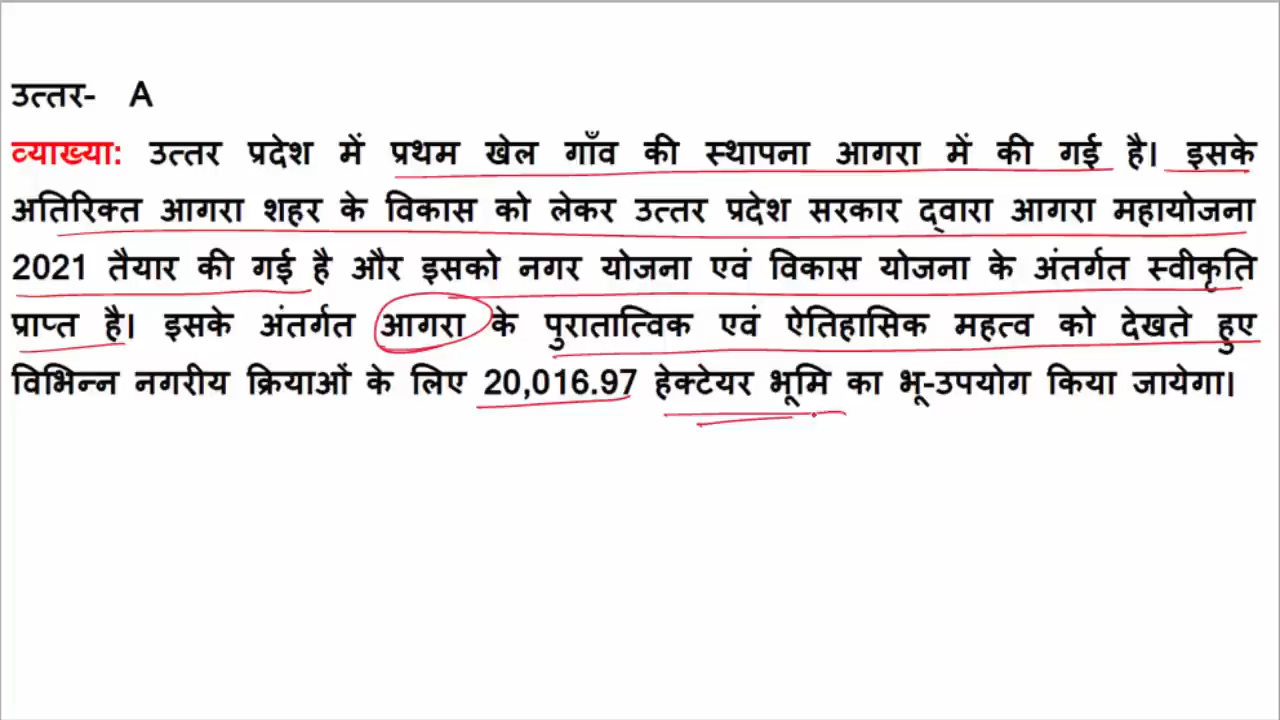 उत्तर- A
व्याख्या: उत्तर प्रदेश में प्रथम खेल गाँव की स्थापना आगरा में की गई है। इसके
अतिरिक्त आगरा शहर के विकास को लेकर उत्तर प्रदेश सरकार द्वारा आगरा महायोजना
2021 तैयार की गई है और इसको नगर योजना एवं विकास योजना के अंतर्गत स्वीकृति
प्राप्त है। इसके अंतर्गत आगरा के पुरातात्विक एवं ऐतिहासिक महत्व को देखते हुए
विभिन्न नगरीय क्रियाओं के लिए 20,016.97 हेक्टेयर भूमि का भू-उपयोग किया जायेगा।